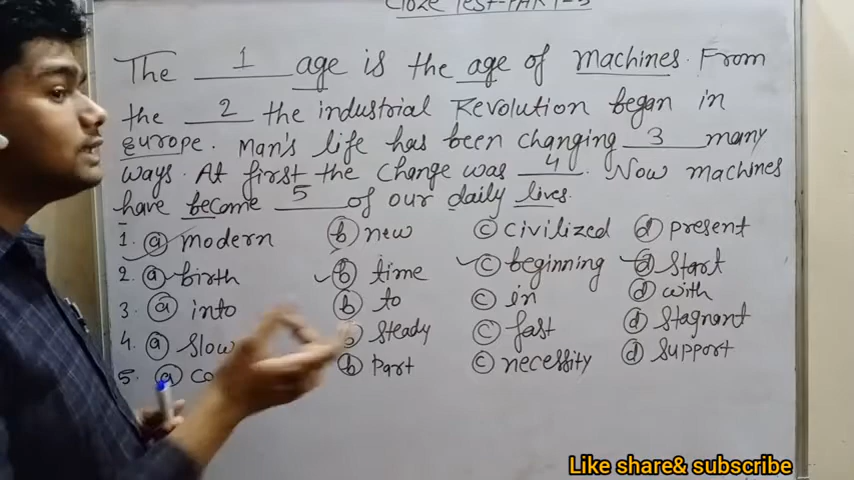 Cloze Test-PART-3
The ___1___ age is the age of machines. From
the ___2___ the industrial Revolution began in
Europe. Man's life has been changing ___3___ many
ways. At first the change was ___4___. Now machines
have become ___5___ of our daily lives.
1. (a) modern (b) new (c) civilized (d) present
2. (a) birth (b) time (c) beginning (d) start
3. (a) into (b) to (c) in (d) with
4. (a) slow (b) steady (c) fast (d) stagnant
5. (a) (b) part (c) necessity (d) support
Like share& subscribe